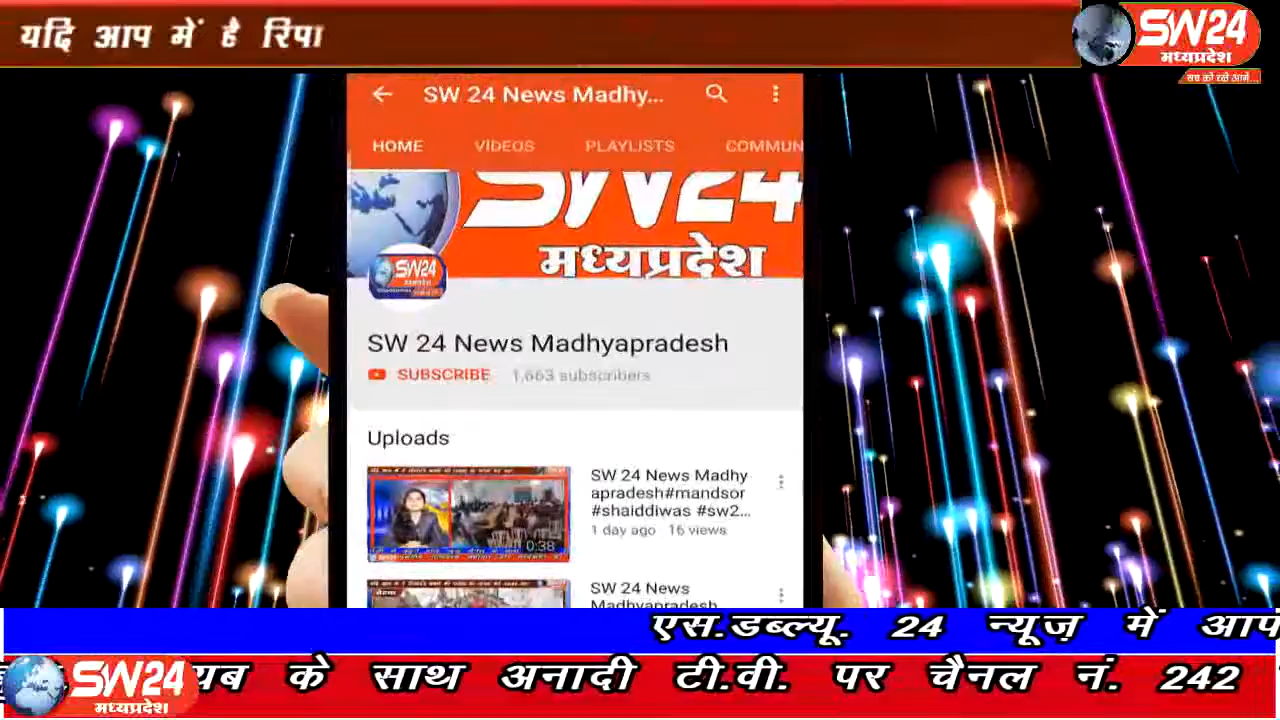 यदि आप में है रिपा
SW24
मध्यप्रदेश
SW 24 News Madhy...
HOME VIDEOS PLAYLISTS COMMUN
SW24
मध्यप्रदेश
SW24
SW 24 News Madhyapradesh
SUBSCRIBE 1,663 subscribers
Uploads
SW 24 News Madhy
apradesh#mandsor
#shaiddiwas #sw2...
1 day ago 16 views
0:38
SW 24 News
Madhyapradesh
एस.डब्ल्यू. 24 न्यूज़ में आप
यब के साथ अनादी टी.वी. पर चैनल नं. 242
SW24
मध्यप्रदेश